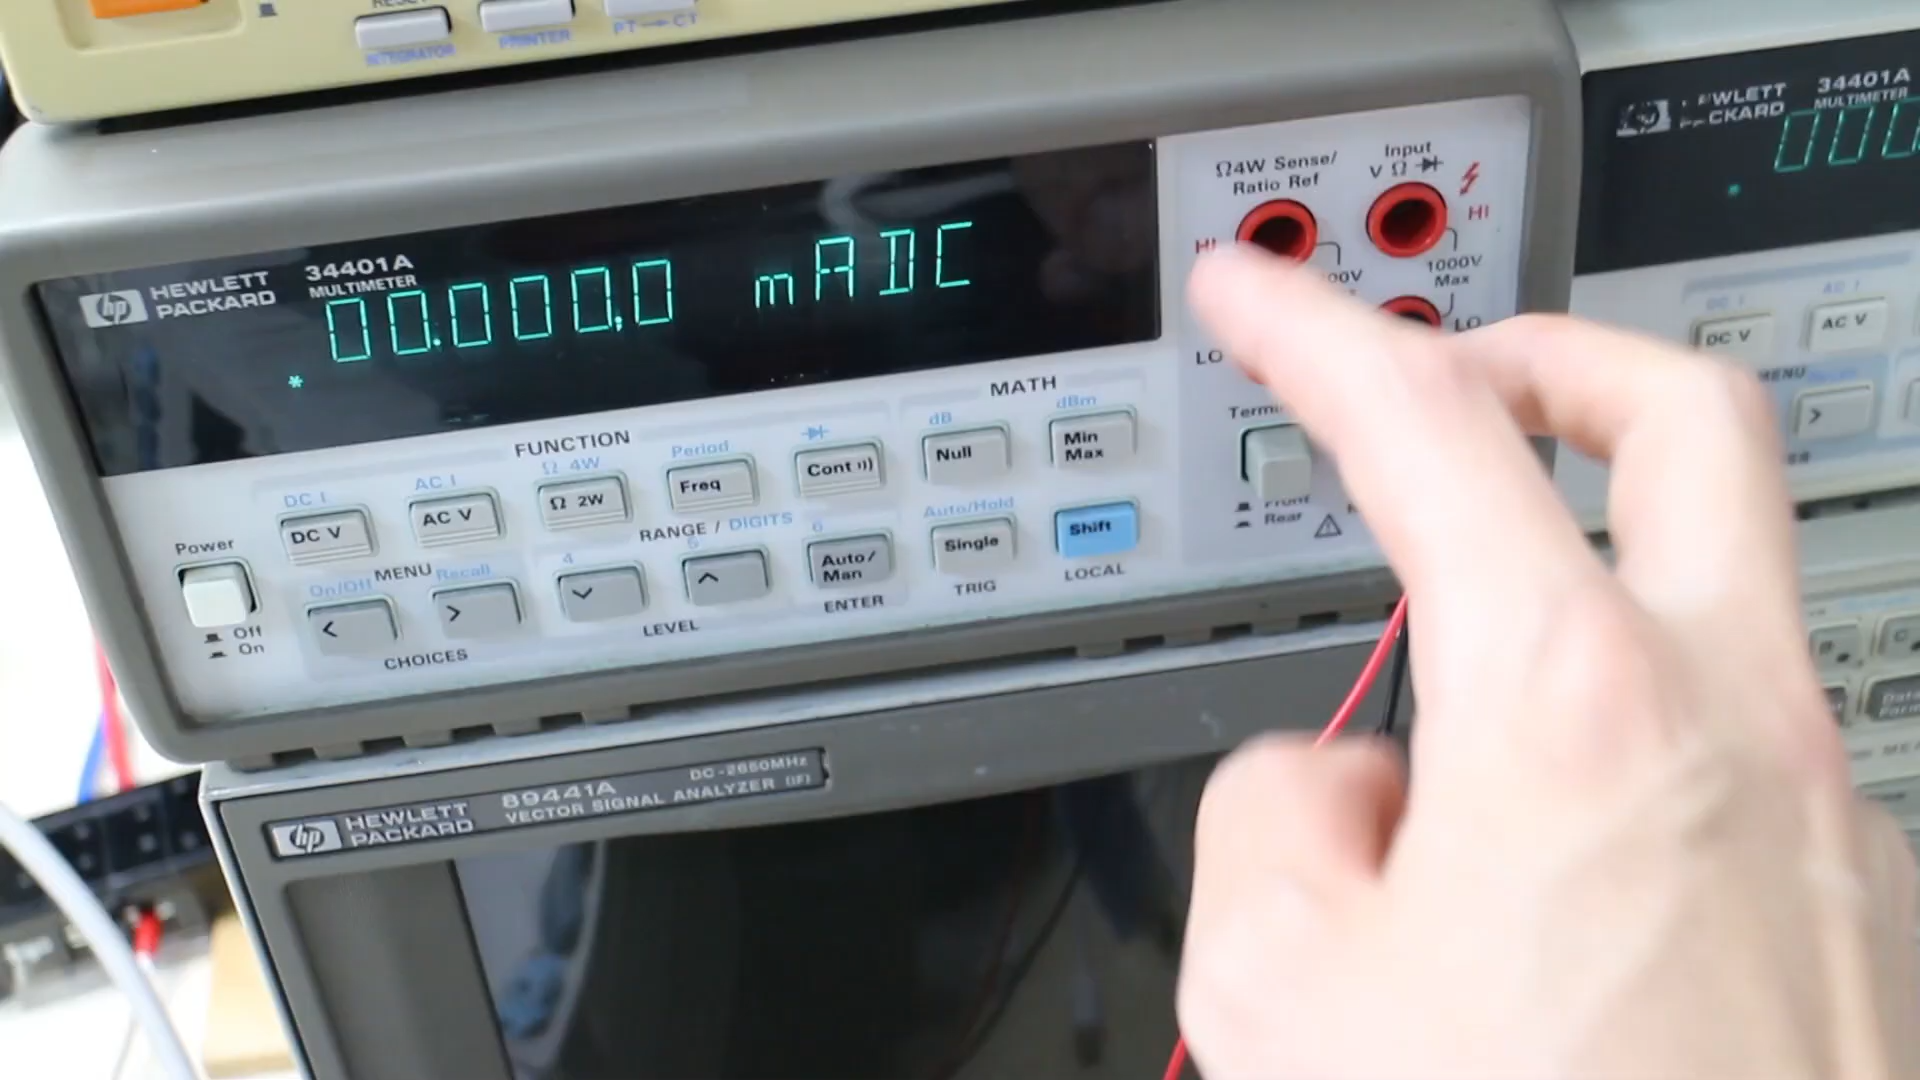 RESET
INTEGRATOR
PRINTER
PT→CT
hp HEWLETT PACKARD
34401A
MULTIMETER
00.000,0 mADC
*
Ω4W Sense/
Ratio Ref
Input
V Ω
HI
HI
1000V
Max
LO
LO
FUNCTION
MATH
DC I
AC I
Ω 4W
Period
dB
dBm
DC V
AC V
Ω 2W
Freq
Cont
Null
Min
Max
Power
Off
On
MENU
On/Off
Recall
<
>
CHOICES
RANGE / DIGITS
4
5
6
Auto/
Man
LEVEL
ENTER
Auto/Hold
Single
TRIG
Shift
LOCAL
Front
Rear
34401A
MULTIMETER
DC I
AC I
DC V
AC V
MENU
>
hp HEWLETT PACKARD
89441A
VECTOR SIGNAL ANALYZER (IF)
DC-2650MHz